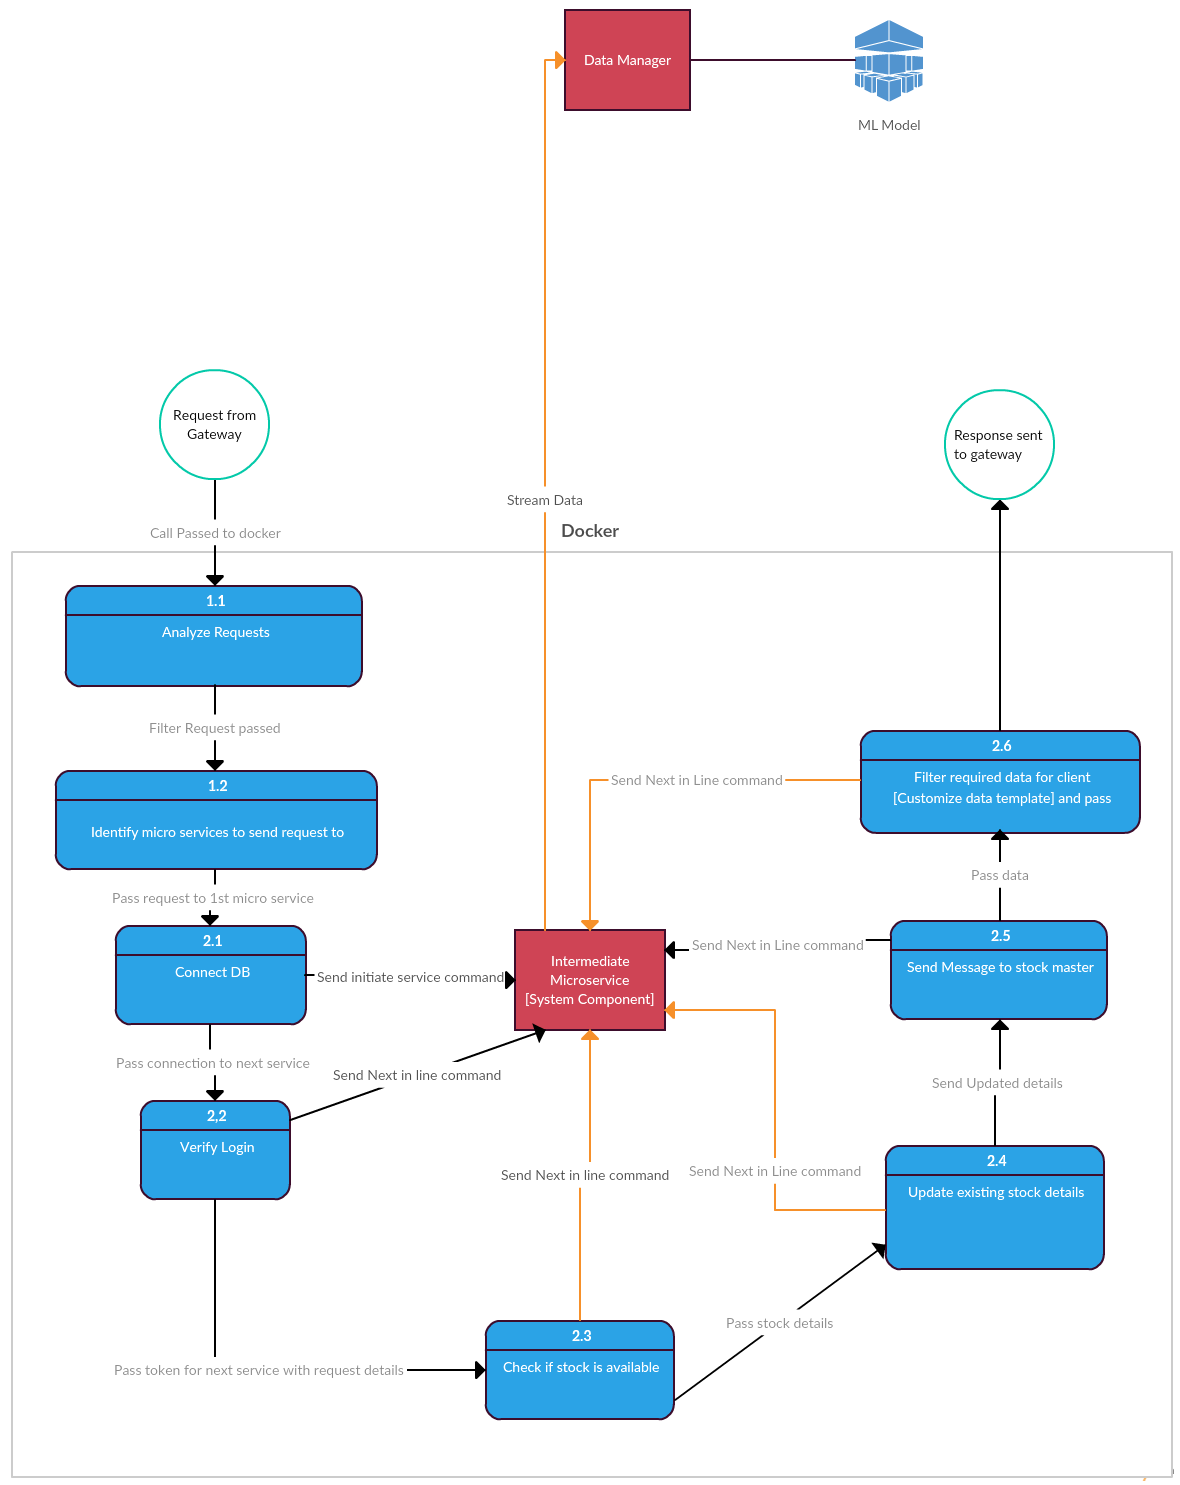 Data Manager
ML Model
Request from
Gateway
Response sent
to gateway
Stream Data
Call Passed to docker
Docker
1.1
Analyze Requests
Filter Request passed
1.2
Identify micro services to send request to
2.6
Filter required data for client
[Customize data template] and pass
Send Next in Line command
Pass data
Pass request to 1st micro service
2.1
Connect DB
Send initiate service command
Intermediate
Microservice
[System Component]
Send Next in Line command
2.5
Send Message to stock master
Pass connection to next service
Send Next in line command
Send Updated details
2,2
Verify Login
Send Next in line command
Send Next in Line command
2.4
Update existing stock details
Pass stock details
2.3
Check if stock is available
Pass token for next service with request details